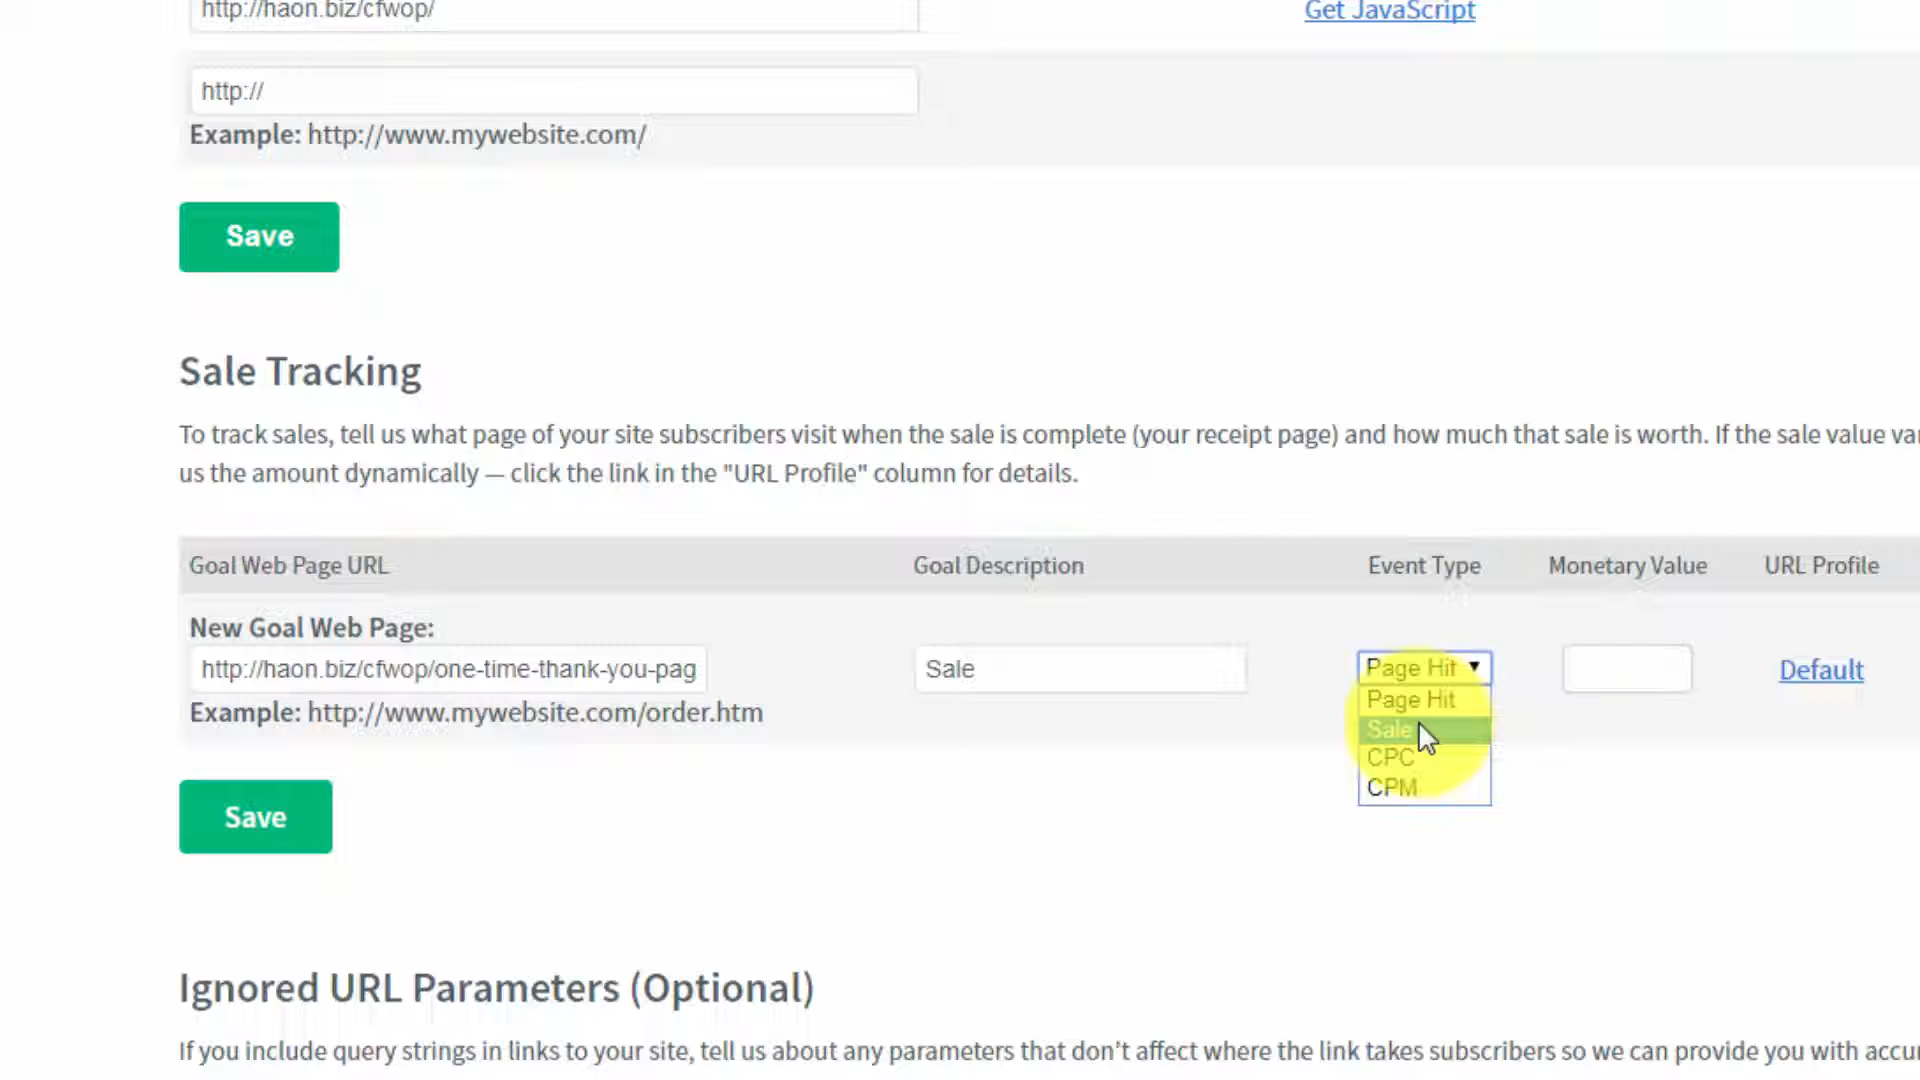 http://haon.biz/cfwop/
Get JavaScript
http://
Example: http://www.mywebsite.com/
Save
Sale Tracking
To track sales, tell us what page of your site subscribers visit when the sale is complete (your receipt page) and how much that sale is worth. If the sale value
us the amount dynamically — click the link in the "URL Profile" column for details.
Goal Web Page URL Goal Description Event Type Monetary Value URL Profile
New Goal Web Page:
http://haon.biz/cfwop/one-time-thank-you-pag Sale Page Hit Default
Page Hit
Example: http://www.mywebsite.com/order.htm
Sale
CPC
CPM
Save
Ignored URL Parameters (Optional)
If you include query strings in links to your site, tell us about any parameters that don't affect where the link takes subscribers so we can provide you with